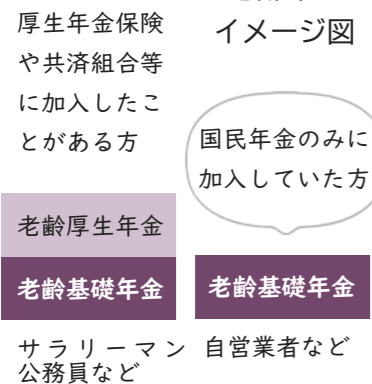 厚生年金保険
や共済組合等
に加入したこ
とがある方
イメージ図
国民年金のみに
加入していた方
老齢厚生年金
老齢基礎年金
老齢基礎年金
サラリーマン
公務員など
自営業者など